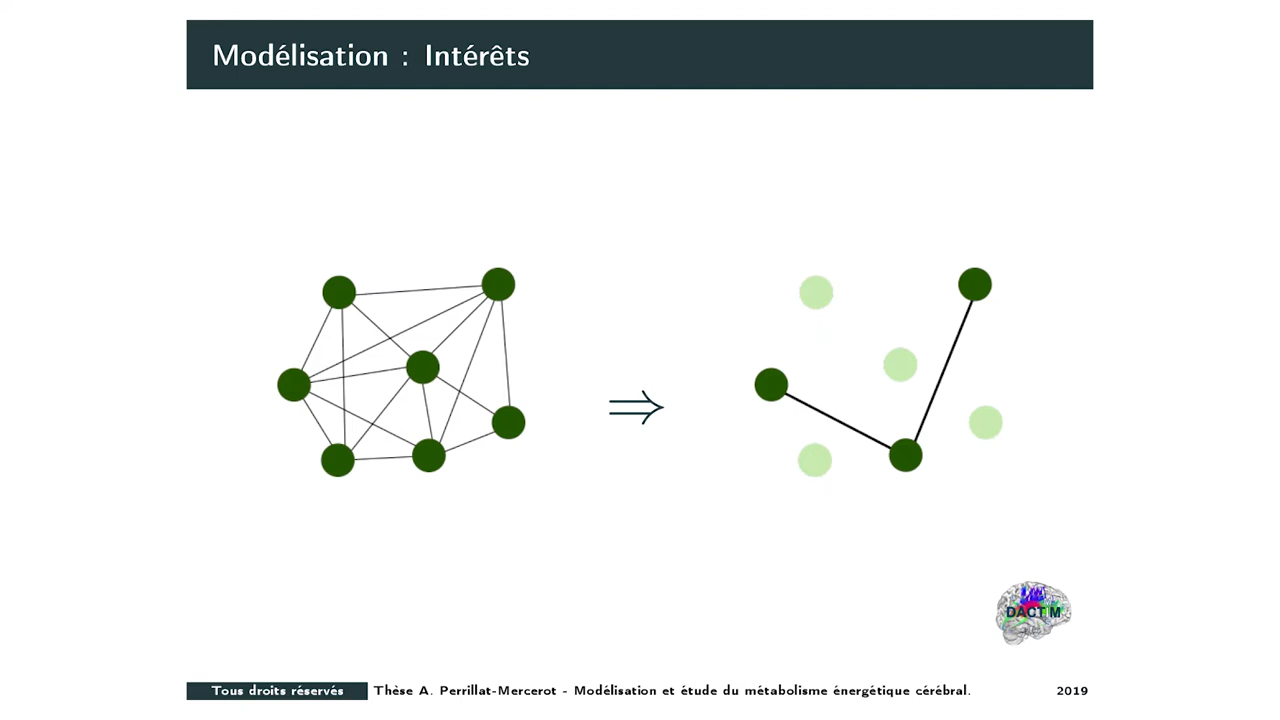 Modélisation : Intérêts
⇒
DACTIM
Tous droits réservés Thèse A. Perrillat-Mercerot - Modélisation et étude du métabolisme énergétique cérébral. 2019